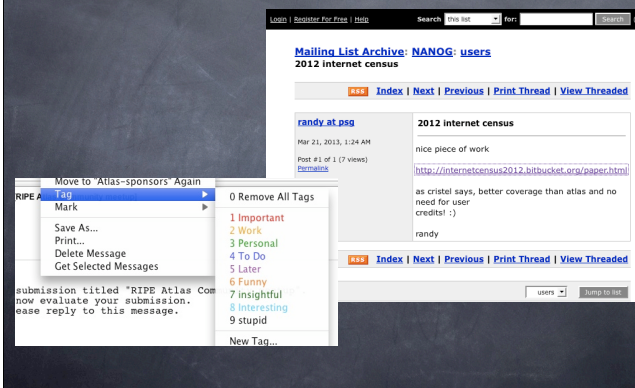 Login | Register For Free | Help Search this list for: Search
Mailing List Archive: NANOG: users
2012 internet census
RSS Index | Next | Previous | Print Thread | View Threaded
randy at psg
Mar 21, 2013, 1:24 AM
Post #1 of 1 (7 views)
Permalink
2012 internet census
nice piece of work
http://internetcensus2012.bitbucket.org/paper.html
as cristel says, better coverage than atlas and no
need for user
credits! :)
randy
RSS Index | Next | Previous | Print Thread | View Threaded
users Jump to list
Move to "Atlas-sponsors" Again
RIPE A
Tag
Mark
Save As...
Print...
Delete Message
Get Selected Messages
0 Remove All Tags
1 Important
2 Work
3 Personal
4 To Do
5 Later
6 Funny
7 insightful
8 Interesting
9 stupid
New Tag...
submission titled "RIPE Atlas Com
now evaluate your submission.
ease reply to this message.